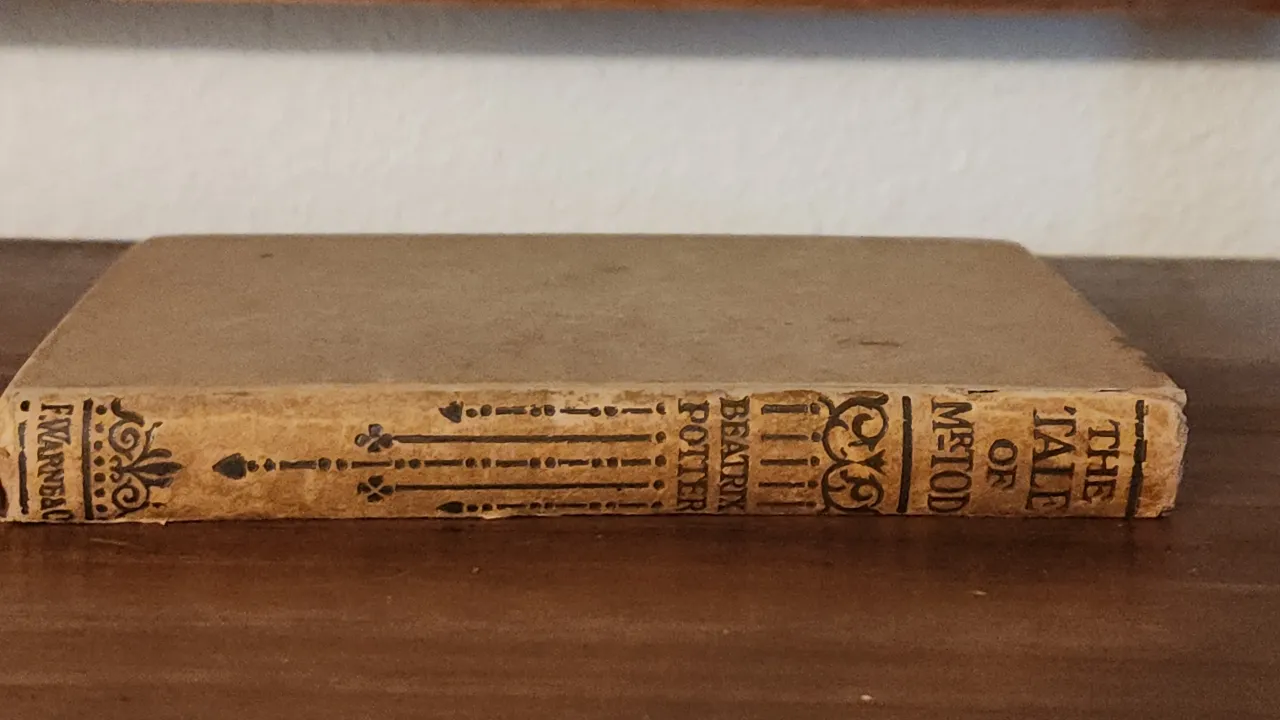 THE
TALE
OF
MR. TOD
BEATRIX
POTTER
F. WARNE & C